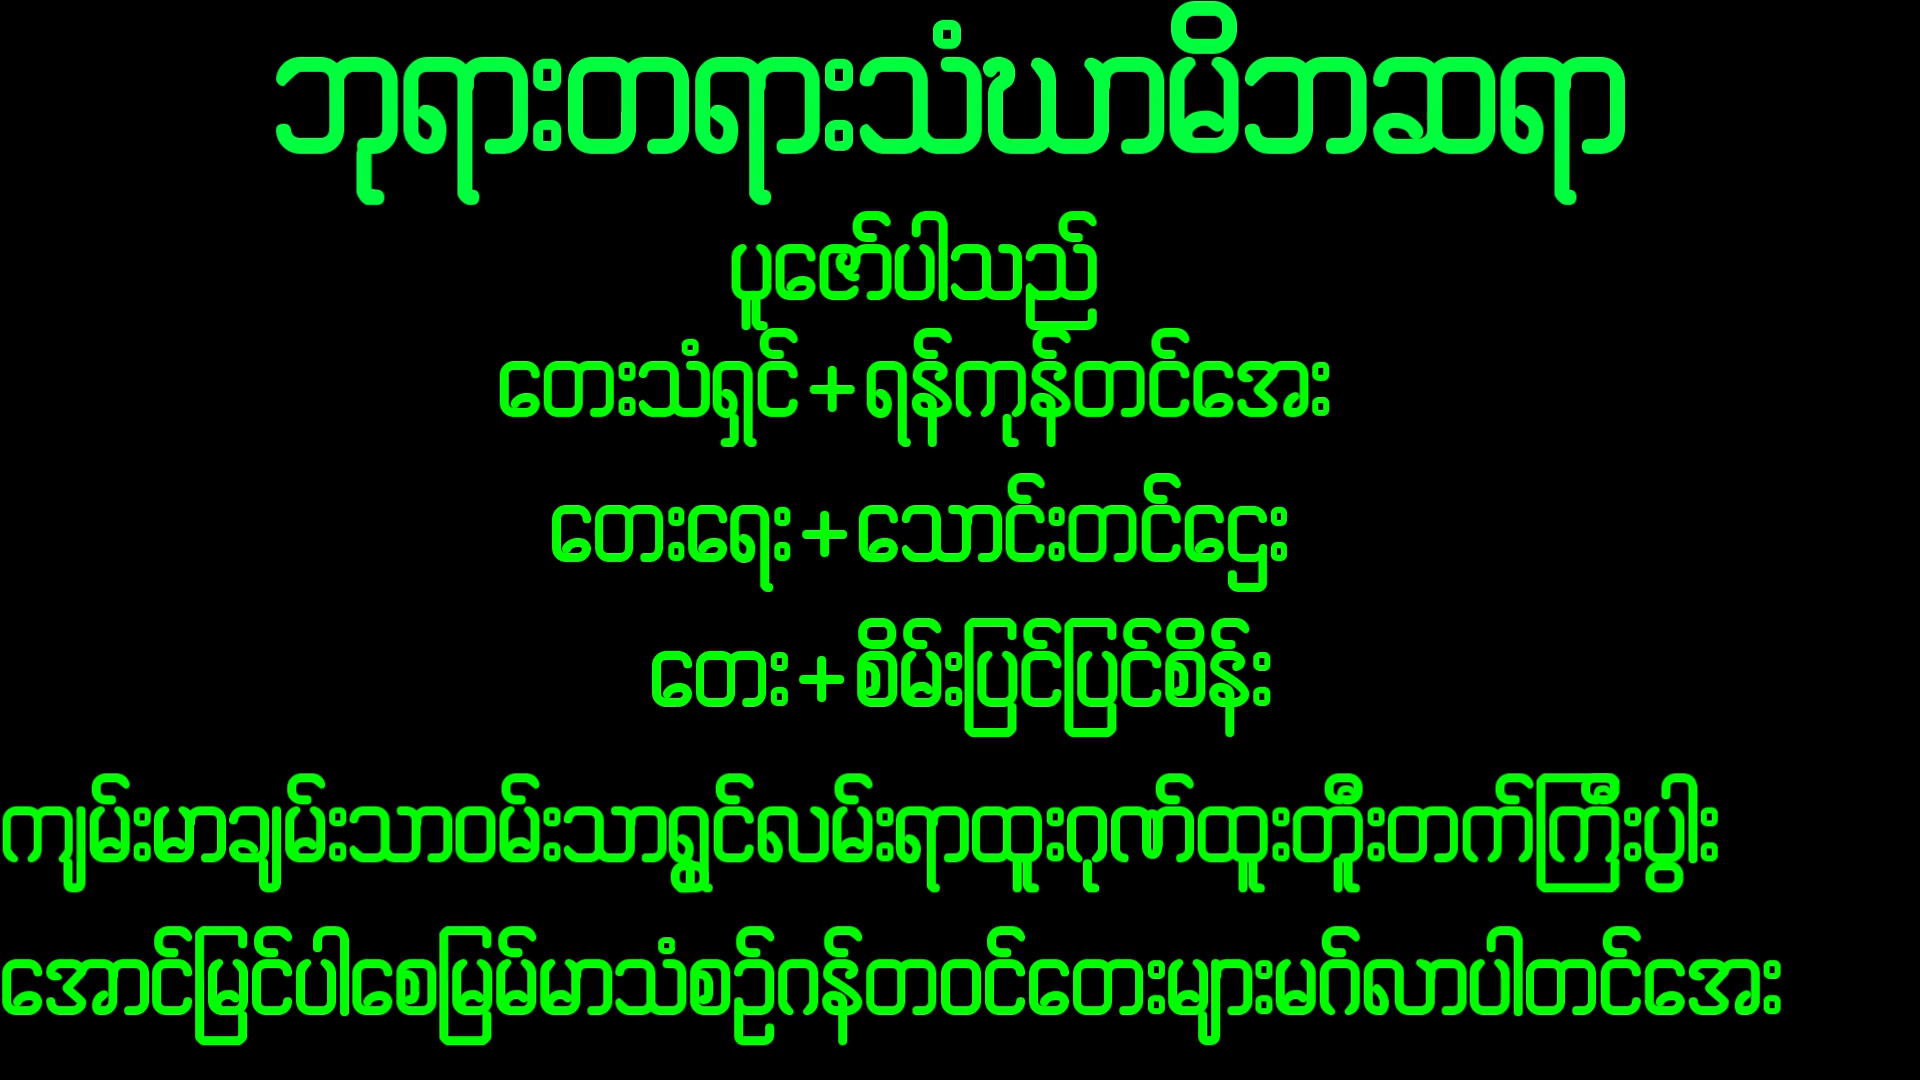 ဘုရားတရားသံဃာမိဘဆရာ
ပူဇော်ပါသည်
တေးသံရှင်+ရန်ကုန်တင်အေး
တေးရေး+သောင်းတင်ဌေး
တေး+စိမ်းပြင်ပြင်စိန်း
ကျမ်းမာချမ်းသာဝမ်းသာရွှင်လမ်းရာထူးဂုဏ်ထူးတိူးတက်ကြီးပွါး
အောင်မြင်ပါစေမြမ်မာသံစဉ်ဂန်တဝင်တေးများမဂ်လာပါတင်အေး